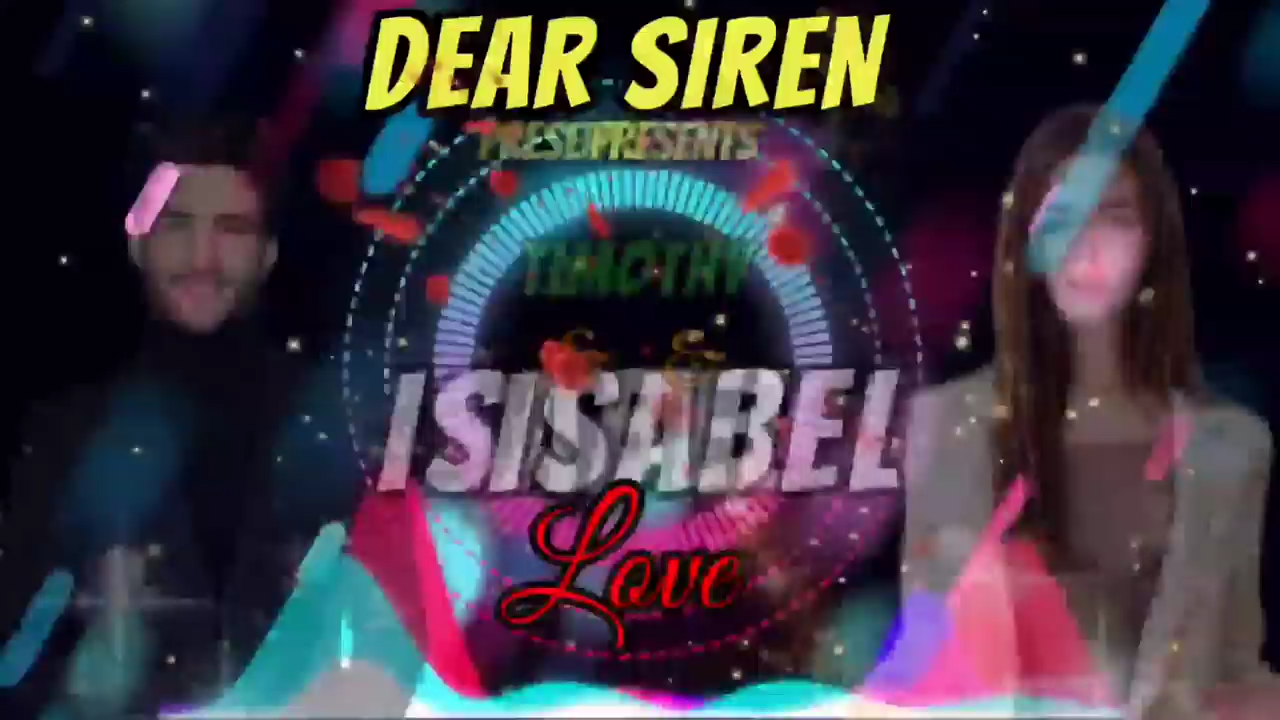 DEAR SIREN
PRESEPRESENTS
TIMOTHY
& &
ISISABEL
Love